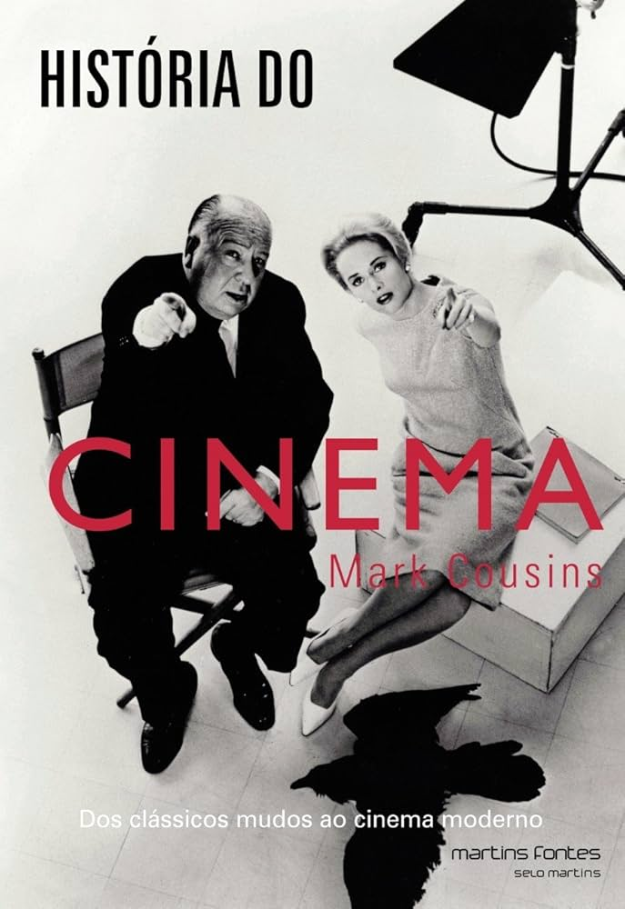 HISTÓRIA DO
CINEMA
Mark Cousins
Dos clássicos mudos ao cinema moderno
martins fontes
selo martins